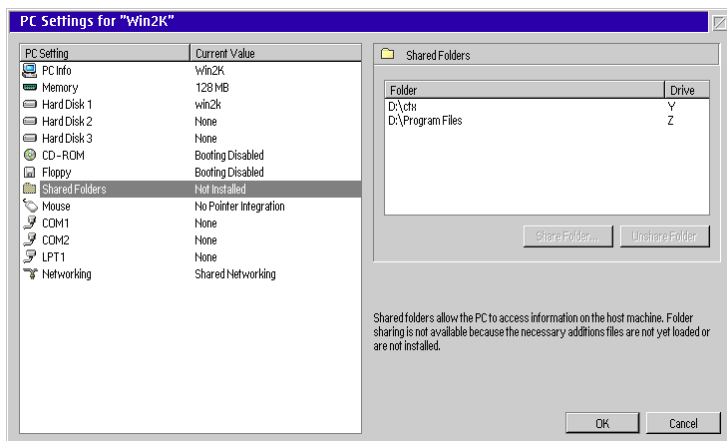 PC Settings for "Win2K"
PC Setting Current Value
PC Info Win2K
Memory 128 MB
Hard Disk 1 win2k
Hard Disk 2 None
Hard Disk 3 None
CD-ROM Booting Disabled
Floppy Booting Disabled
Shared Folders Not Installed
Mouse No Pointer Integration
COM1 None
COM2 None
LPT1 None
Networking Shared Networking
Shared Folders
Folder Drive
D:\ctx Y
D:\Program Files Z
Share Folder... Unshare Folder
Shared folders allow the PC to access information on the host machine. Folder
sharing is not available because the necessary additions files are not yet loaded or
are not installed.
OK Cancel